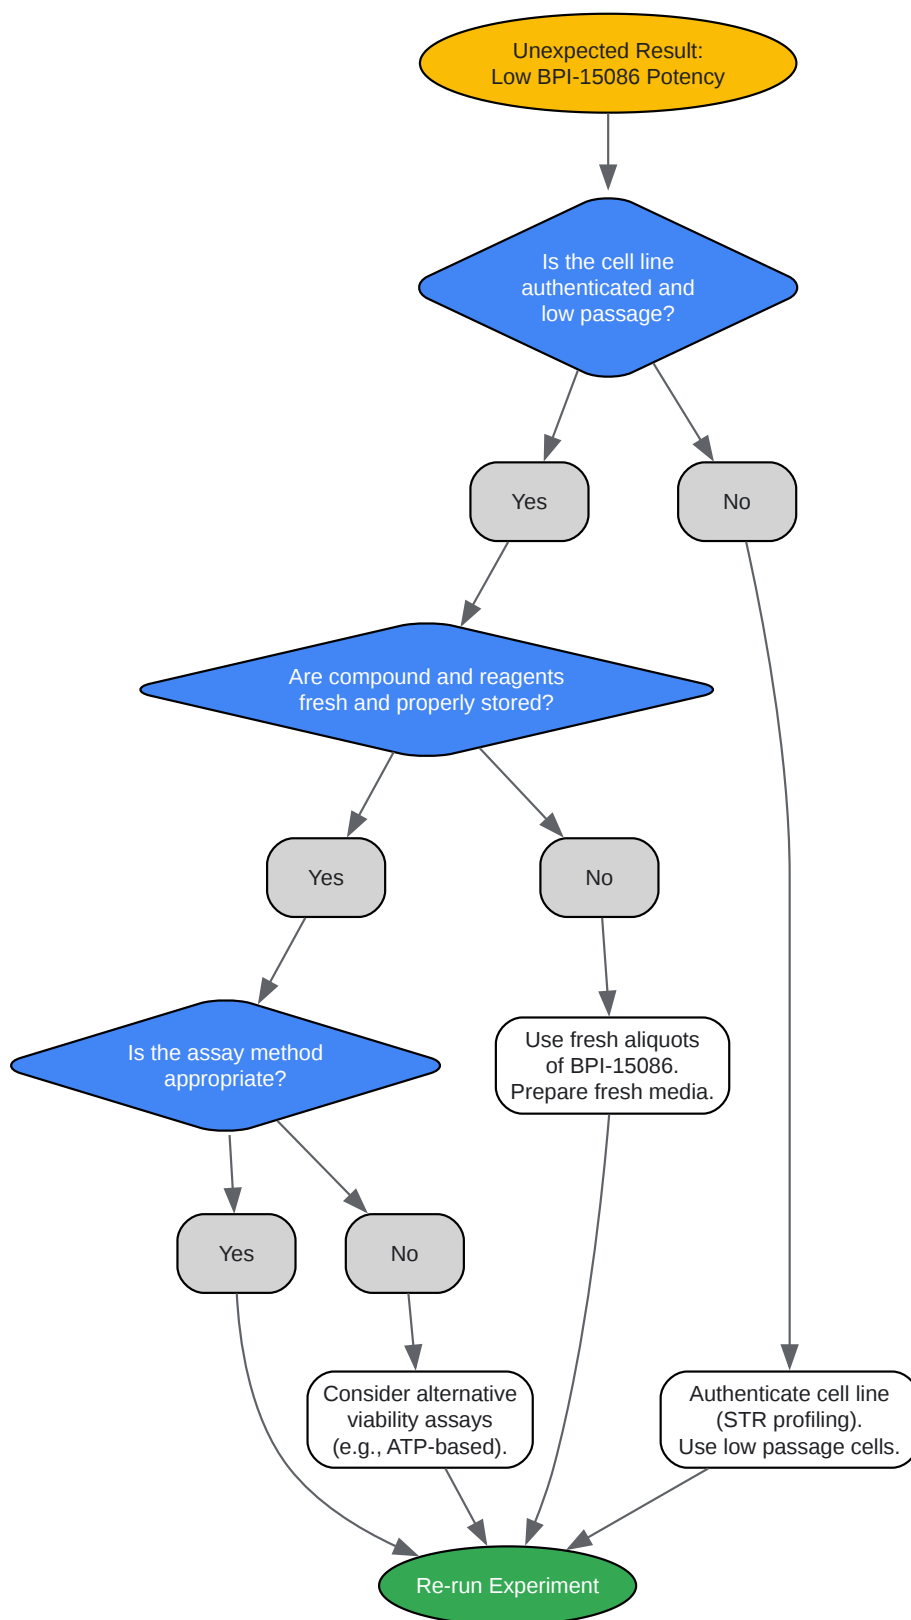 Unexpected Result:
Low BPI-15086 Potency
Is the cell line
authenticated and
low passage?
Yes
No
Are compound and reagents
fresh and properly stored?
Yes
No
Is the assay method
appropriate?
Use fresh aliquots
of BPI-15086.
Prepare fresh media.
Yes
No
Consider alternative
viability assays
(e.g., ATP-based).
Authenticate cell line
(STR profiling).
Use low passage cells.
Re-run Experiment